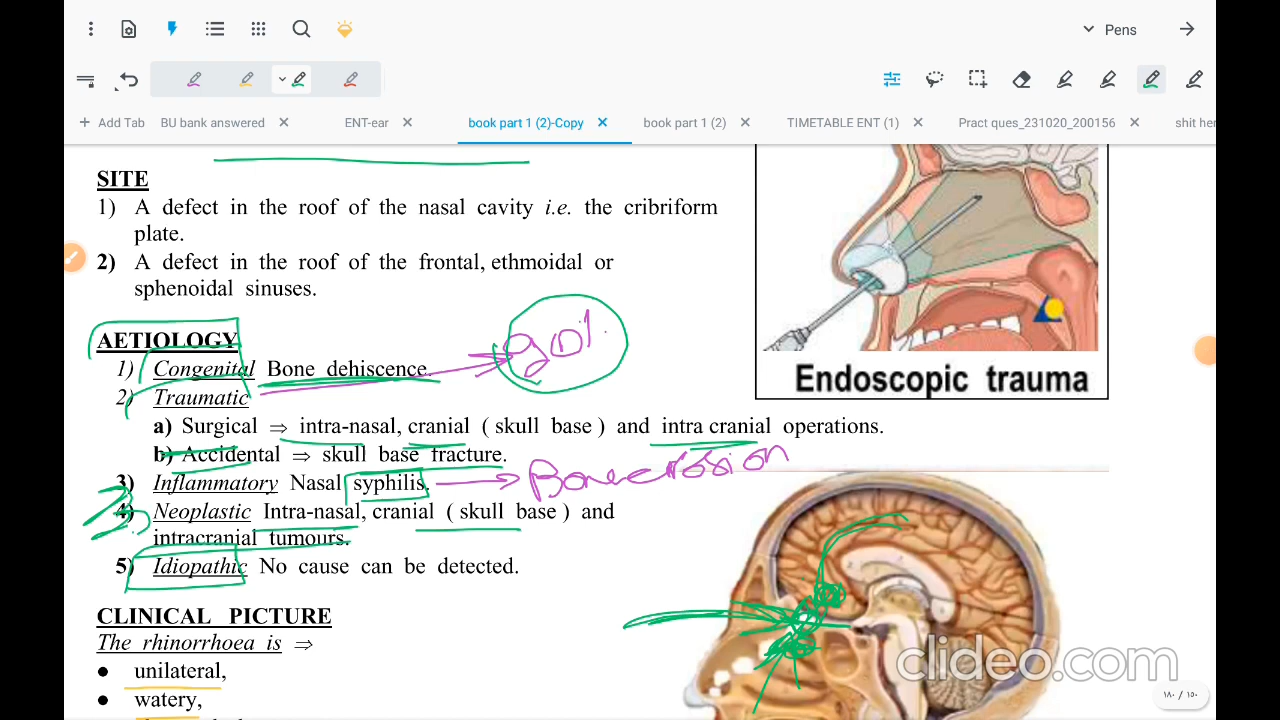 Pens
Add Tab BU bank answered ENT-ear book part 1 (2)-Copy book part 1 (2) TIMETABLE ENT (1) Pract ques_231020_200156 shit her
SITE
1) A defect in the roof of the nasal cavity i.e. the cribriform
plate.
2) A defect in the roof of the frontal, ethmoidal or
sphenoidal sinuses.
AETIOLOGY
1) Congenital Bone dehiscence.
2) Traumatic
a) Surgical ⇒ intra-nasal, cranial ( skull base ) and intra cranial operations.
b) Accidental ⇒ skull base fracture.
3) Inflammatory Nasal syphilis. Bone erosion
4) Neoplastic Intra-nasal, cranial ( skull base ) and
intracranial tumours.
5) Idiopathic No cause can be detected.
CLINICAL PICTURE
The rhinorrhoea is ⇒
● unilateral,
● watery,
Endoscopic trauma
clideo.com
١٨٠ / ١٥٠